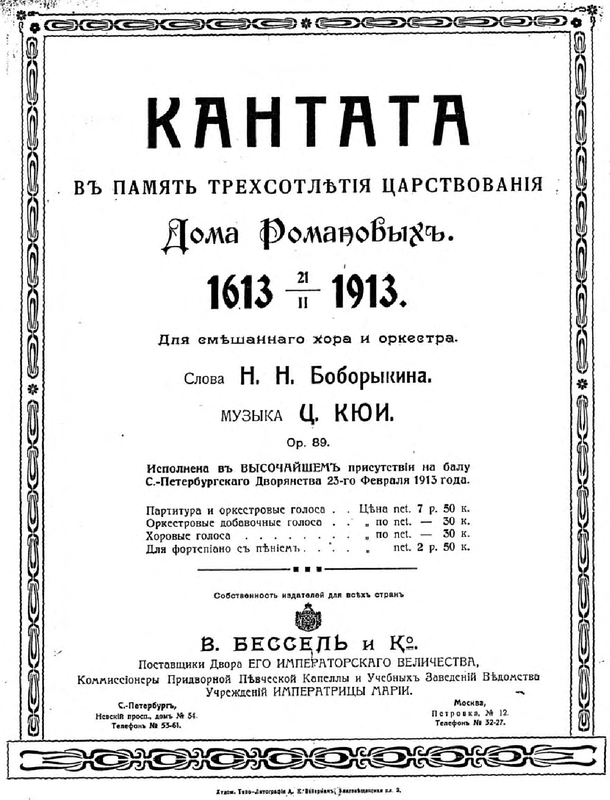 КАНТАТА
ВЪ ПАМЯТЬ ТРЕХСОТЛѢТІЯ ЦАРСТВОВАНІЯ
Дома Романовыхъ.
1613 21/II 1913.
Для смѣшаннаго хора и оркестра.
Слова Н. Н. Боборыкина.
МУЗЫКА Ц. КЮИ.
Op. 89.
Исполнена въ ВЫСОЧАЙШЕМЪ присутствіи на балу
С.-Петербургскаго Дворянства 23-го Февраля 1913 года.
Партитура и оркестровые голоса . . Цѣна net. 7 р. 50 к.
Оркестровые добавочные голоса . . „ по net. — 30 к.
Хоровые голоса . . . . . . . . „ по net. — 30 к.
Для фортепіано съ пѣніемъ . . . . „ net. 2 р. 50 к.
Собственность издателей для всѣхъ странъ
В. БЕССЕЛЬ и Ко.
Поставщики Двора ЕГО ИМПЕРАТОРСКАГО ВЕЛИЧЕСТВА,
Коммиссіонеры Придворной Пѣвческой Капеллы и Учебныхъ Заведеній Вѣдомства
Учрежденій ИМПЕРАТРИЦЫ МАРІИ.
С.-Петербургъ,
Невскій просп., домъ № 54.
Телефонъ № 53-61.
Москва,
Петровка, № 12.
Телефонъ № 32-27.
Типо-Литографія